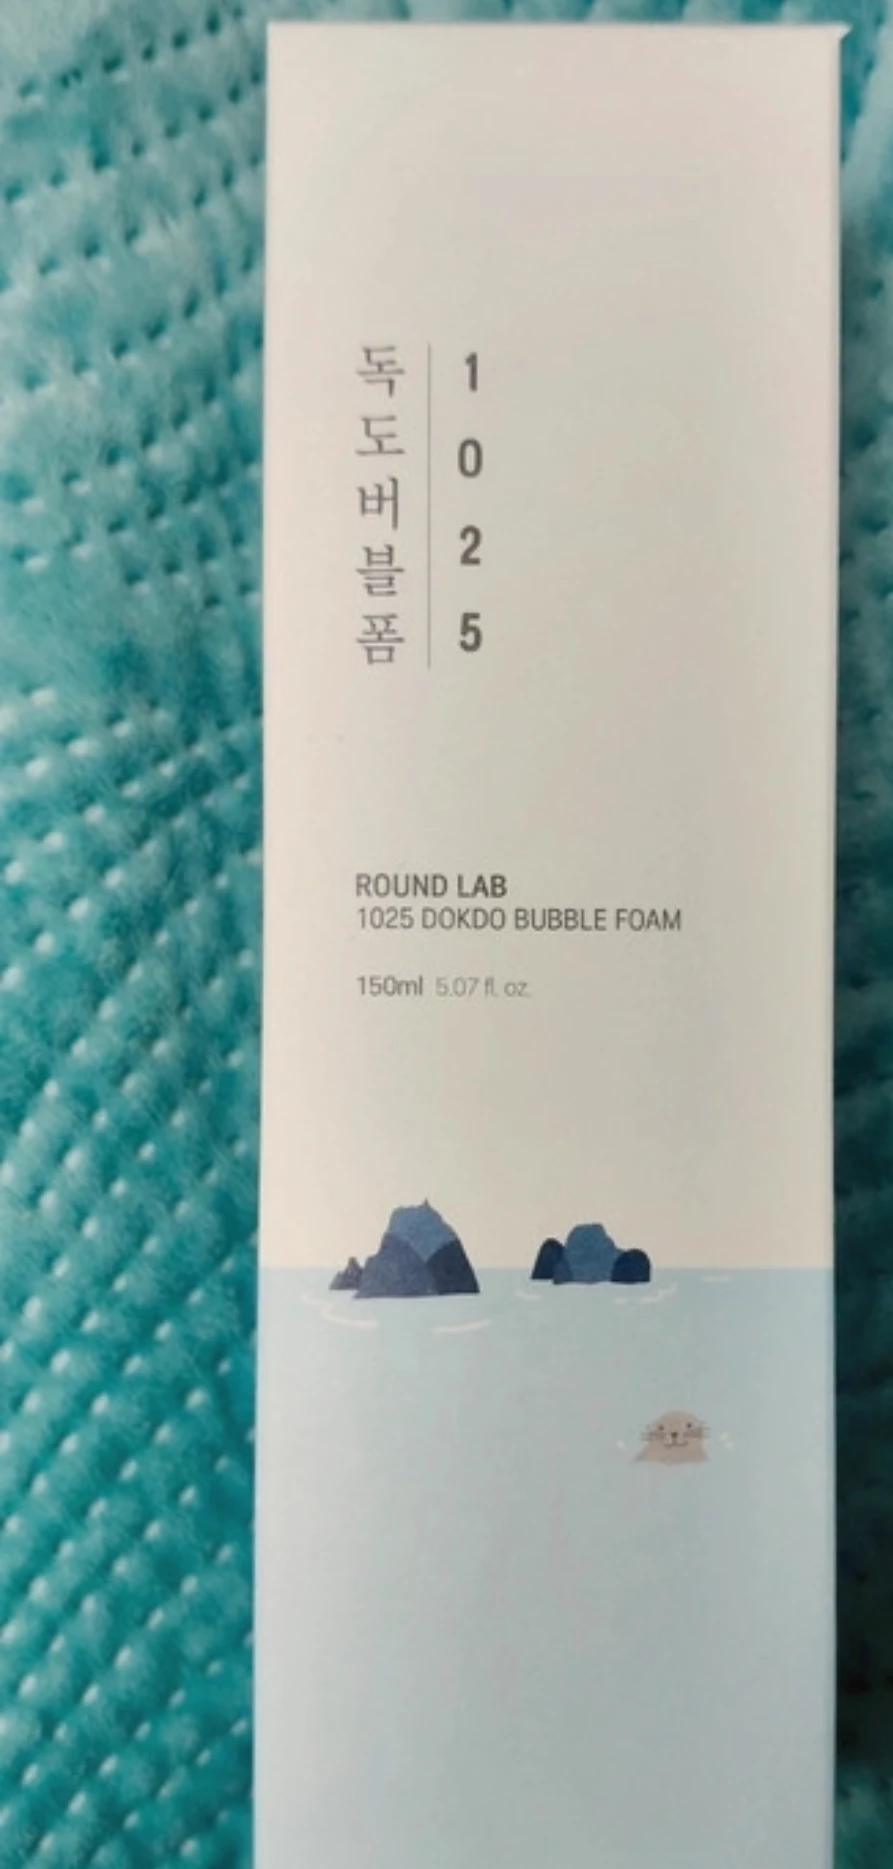 독도버블폼
1025
ROUND LAB
1025 DOKDO BUBBLE FOAM
150ml 5.07 fl. oz.